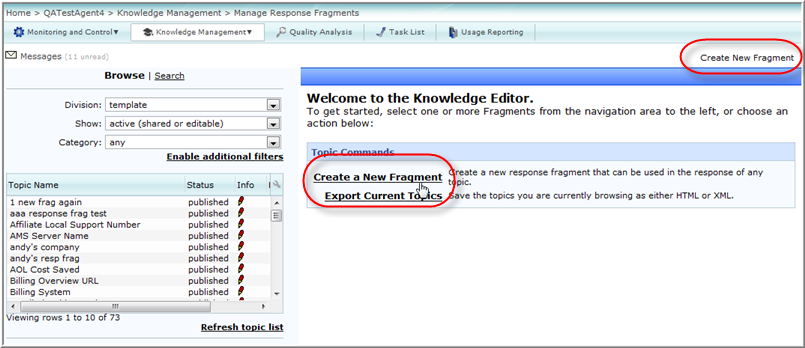 Home > QATestAgent4 > Knowledge Management > Manage Response Fragments
Monitoring and Control▾ Knowledge Management▾ Quality Analysis Task List Usage Reporting
Messages (11 unread)
Create New Fragment
Browse | Search
Division: template
Show: active (shared or editable)
Category: any
Enable additional filters
Topic Name Status Info
1 new frag again published
aaa response frag test published
Affiliate Local Support Number published
AMS Server Name published
andy's company published
andy's resp frag published
AOL Cost Saved published
Billing Overview URL published
Billing System published
Viewing rows 1 to 10 of 73
Refresh topic list
Welcome to the Knowledge Editor.
To get started, select one or more Fragments from the navigation area to the left, or choose an
action below:
Topic Commands
Create a New Fragment Create a new response fragment that can be used in the response of any
topic.
Export Current Topics Save the topics you are currently browsing as either HTML or XML.